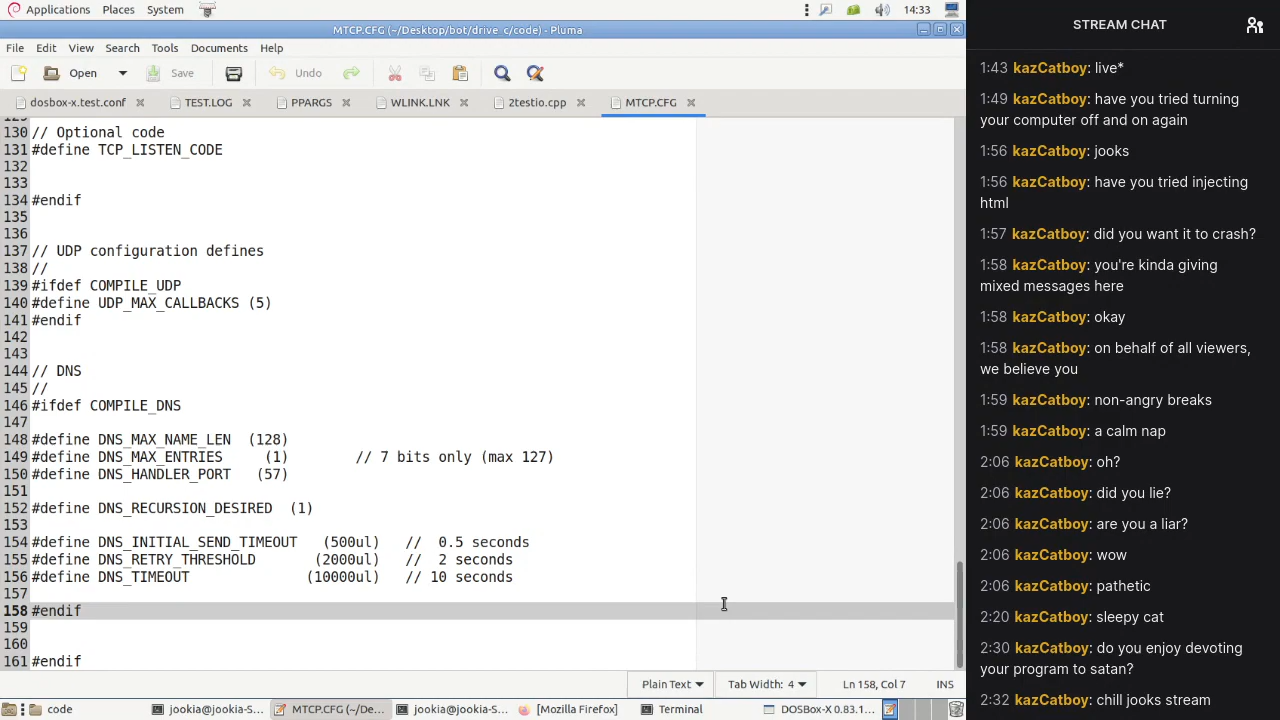 Applications Places System 14:33
MTCP.CFG (~/Desktop/bot/drive_c/code) - Pluma
File Edit View Search Tools Documents Help
Open Save Undo
dosbox-x.test.conf TEST.LOG PPARGS WLINK.LNK 2testio.cpp MTCP.CFG
129
130 // Optional code
131 #define TCP_LISTEN_CODE
132
133
134 #endif
135
136
137 // UDP configuration defines
138 //
139 #ifdef COMPILE_UDP
140 #define UDP_MAX_CALLBACKS (5)
141 #endif
142
143
144 // DNS
145 //
146 #ifdef COMPILE_DNS
147
148 #define DNS_MAX_NAME_LEN  (128)
149 #define DNS_MAX_ENTRIES     (1)        // 7 bits only (max 127)
150 #define DNS_HANDLER_PORT   (57)
151
152 #define DNS_RECURSION_DESIRED  (1)
153
154 #define DNS_INITIAL_SEND_TIMEOUT   (500ul)   //  0.5 seconds
155 #define DNS_RETRY_THRESHOLD       (2000ul)   //  2 seconds
156 #define DNS_TIMEOUT              (10000ul)   // 10 seconds
157
158 #endif
159
160
161 #endif
Plain Text Tab Width: 4 Ln 158, Col 7 INS
code jookia@jookia-S... MTCP.CFG (~/De... jookia@jookia-S... [Mozilla Firefox] Terminal DOSBox-X 0.83.1...
STREAM CHAT
1:43 kazCatboy: live*
1:49 kazCatboy: have you tried turning
your computer off and on again
1:56 kazCatboy: jooks
1:56 kazCatboy: have you tried injecting
html
1:57 kazCatboy: did you want it to crash?
1:58 kazCatboy: you're kinda giving
mixed messages here
1:58 kazCatboy: okay
1:58 kazCatboy: on behalf of all viewers,
we believe you
1:59 kazCatboy: non-angry breaks
1:59 kazCatboy: a calm nap
2:06 kazCatboy: oh?
2:06 kazCatboy: did you lie?
2:06 kazCatboy: are you a liar?
2:06 kazCatboy: wow
2:06 kazCatboy: pathetic
2:20 kazCatboy: sleepy cat
2:30 kazCatboy: do you enjoy devoting
your program to satan?
2:32 kazCatboy: chill jooks stream